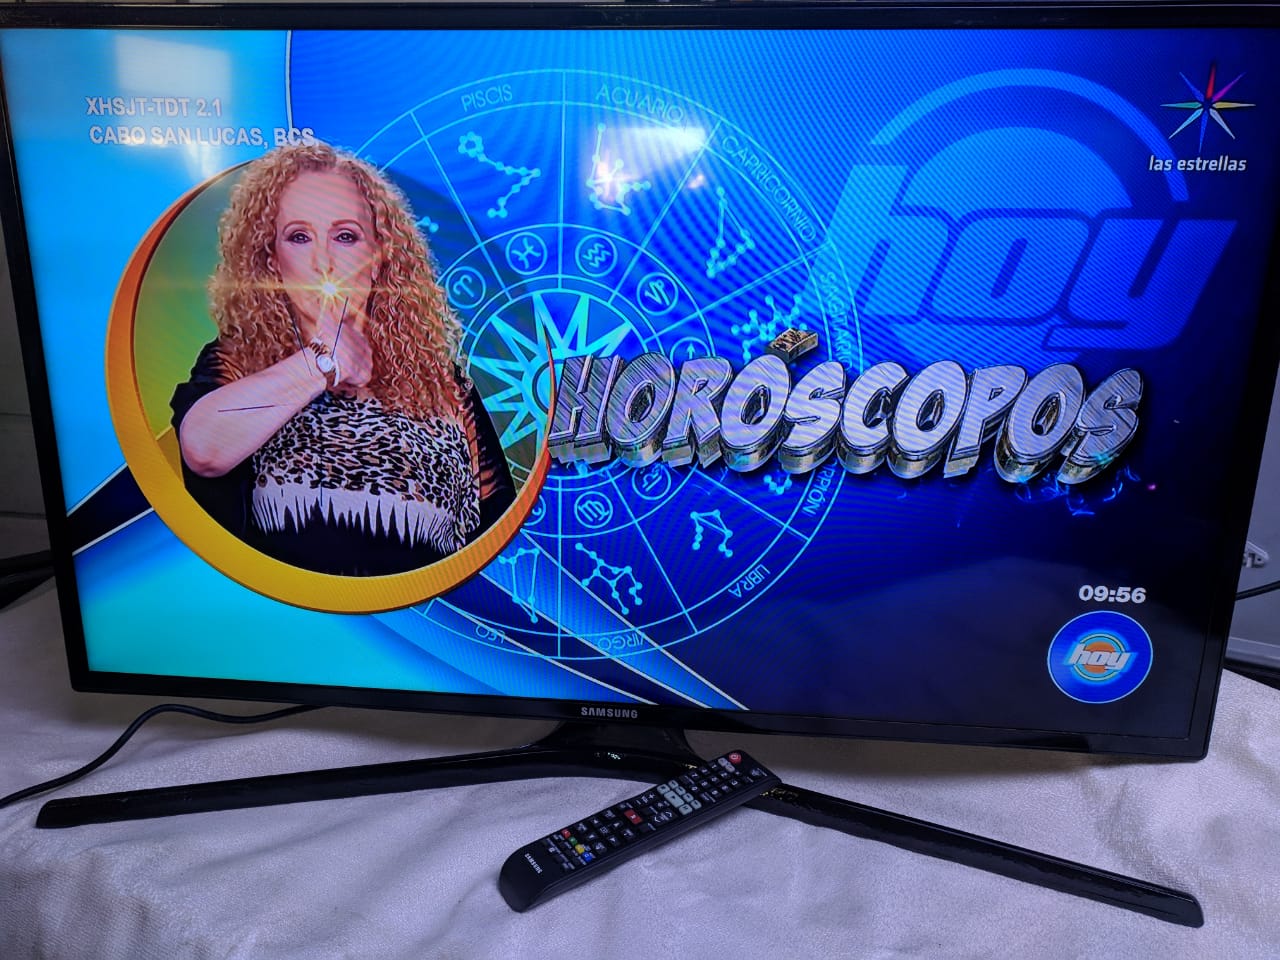 XHSJT-TDT 2.1
CABO SAN LUCAS, BCS
las estrellas
hoy
PISCIS
ACUARIO
CAPRICORNIO
SAGITARIO
HORÓSCOPOS
LIBRA
VIRGO
LEO
09:56
hoy
SAMSUNG
SAMSUNG